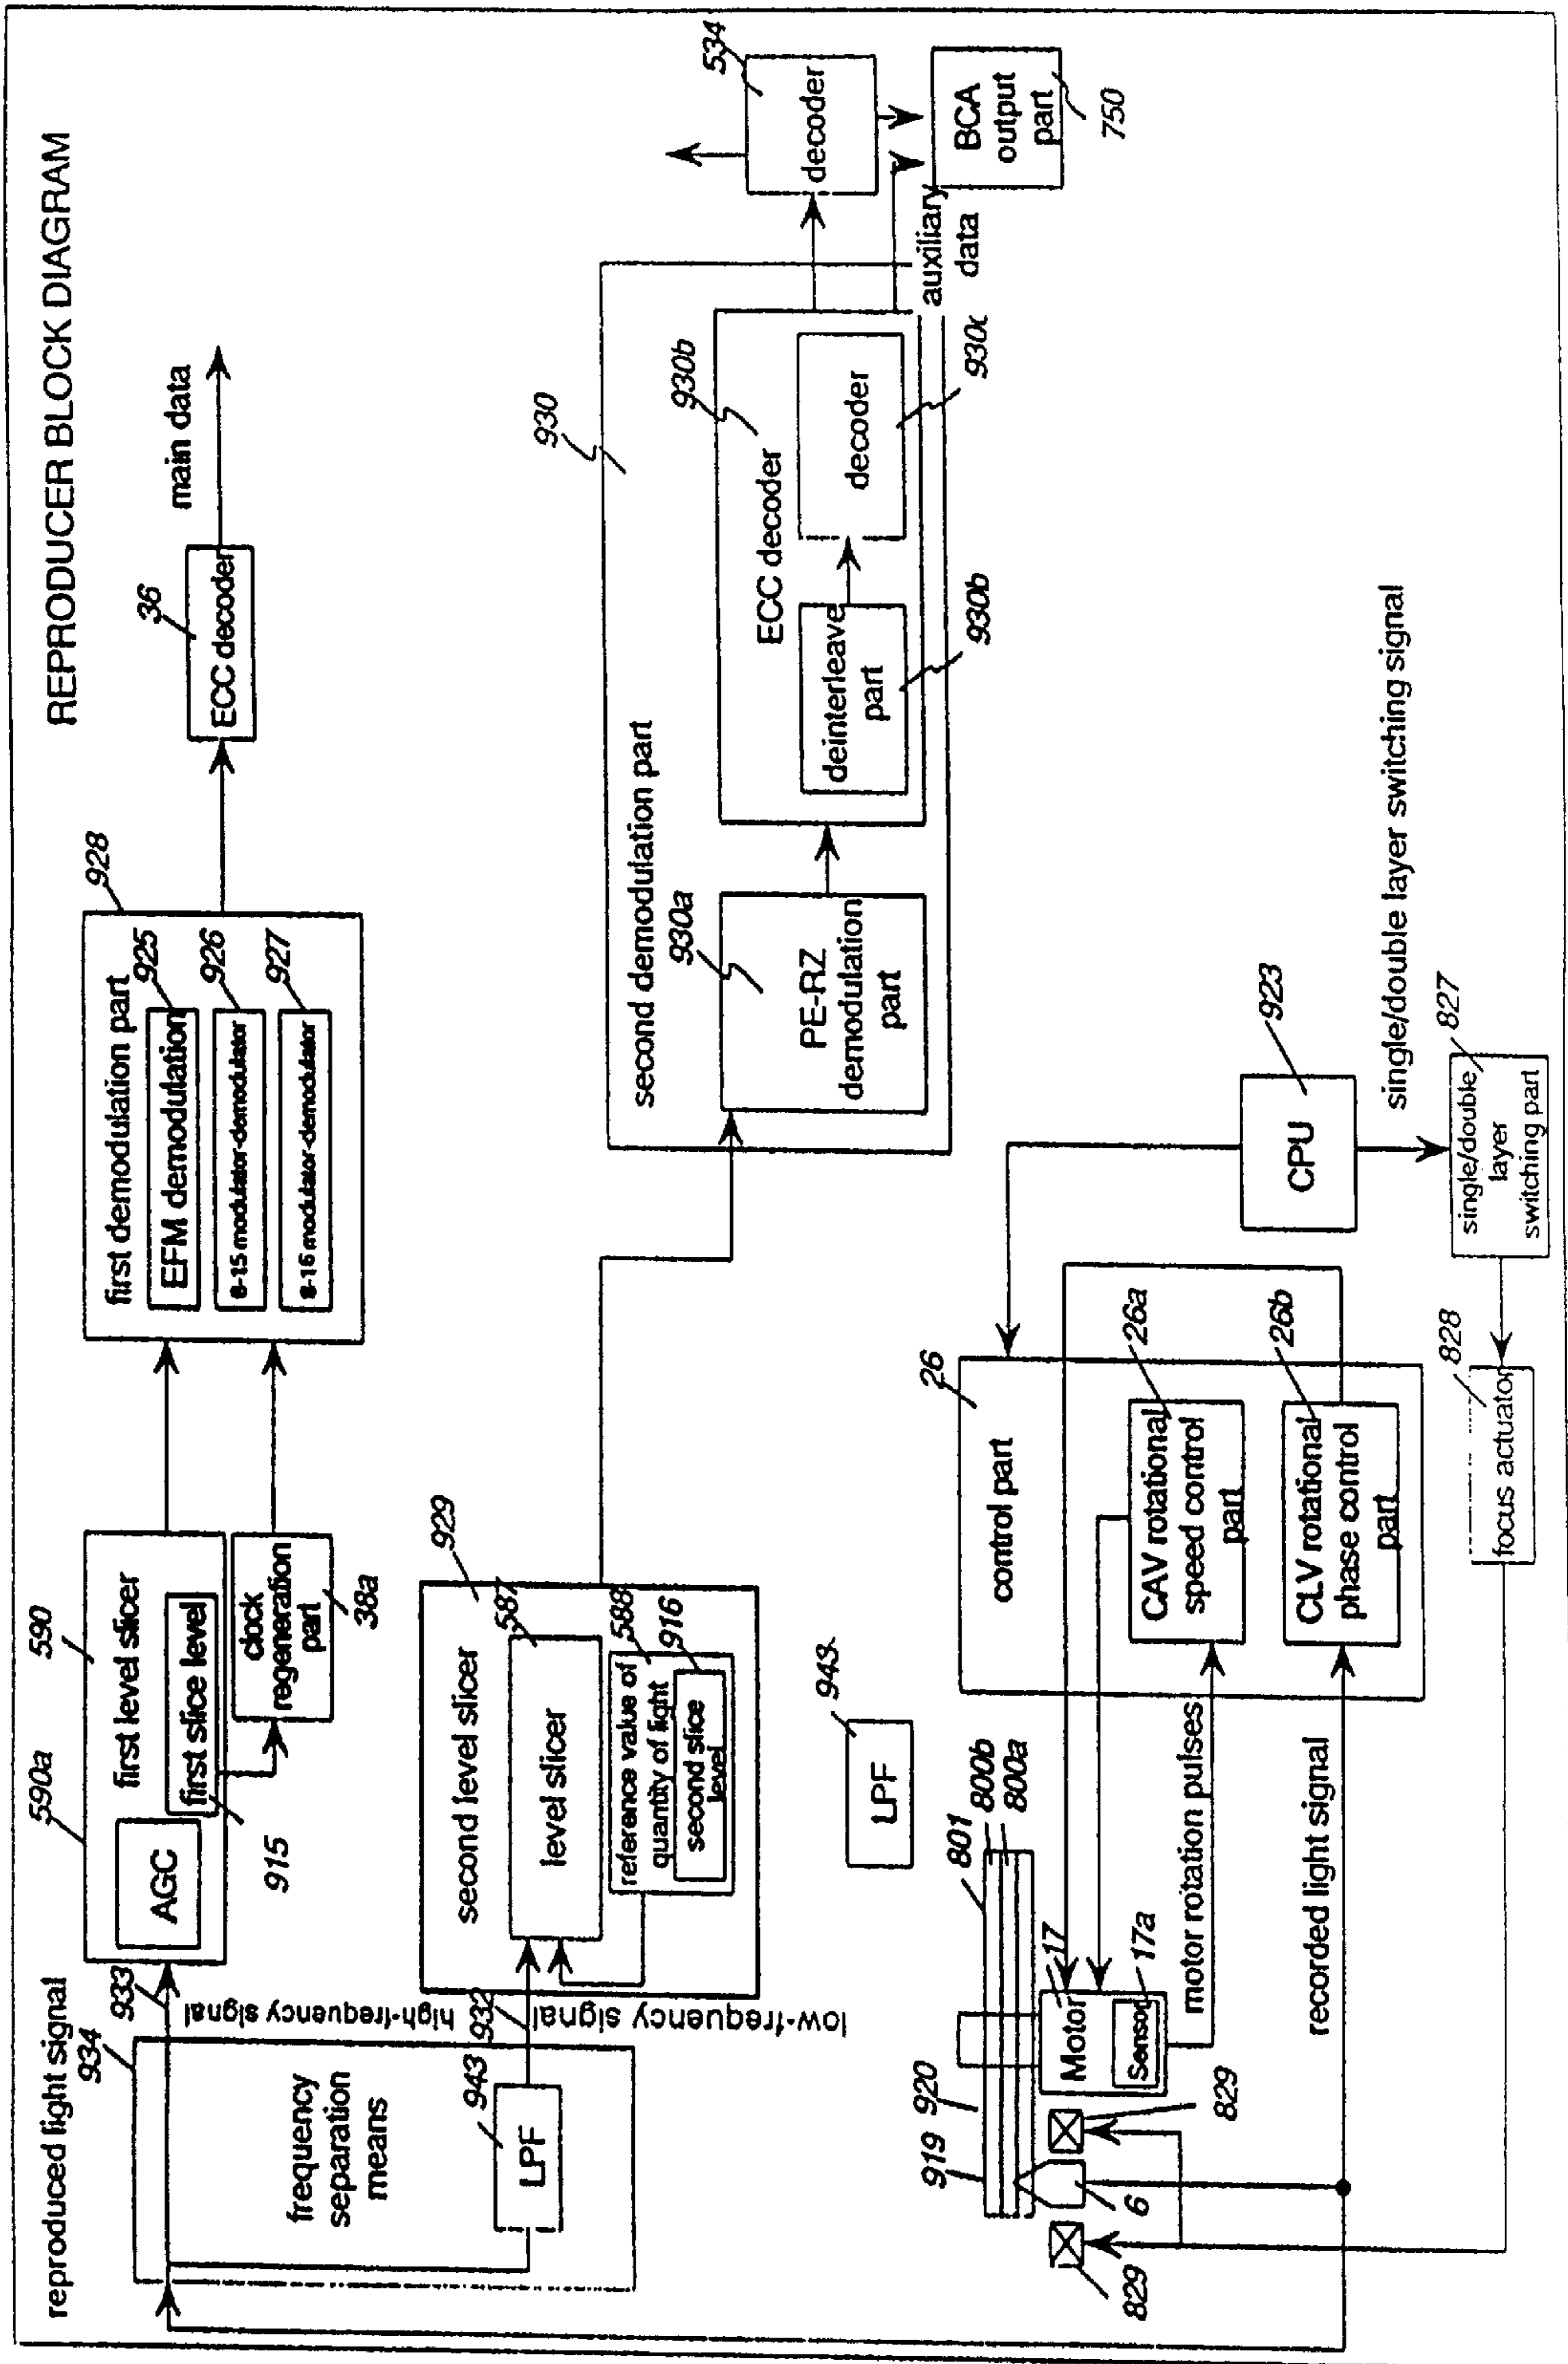 REPRODUCER BLOCK DIAGRAM
reproduced light signal
934
933
high-frequency signal
frequency
separation
means
943
LPF
932
low-frequency signal
590a
590
first level slicer
AGC
first slice level
915
clock
regeneration
part
38a
first demodulation part
928
EFM demodulation
925
8-15 modulator-demodulator
926
8-16 modulator-demodulator
927
36
ECC decoder
main data
929
second level slicer
587
level slicer
588
reference value of
quantity of light
916
second slice
level
second demodulation part
930
930a
PE-RZ
demodulation
part
930b
ECC decoder
deinterleave
part
930b
decoder
930c
auxiliary
data
534
decoder
BCA
output
part
750
943
LPF
919
920
801
800b
800a
17
Motor
17a
Sensor
829
829
6
motor rotation pulses
recorded light signal
26
control part
CAV rotational
speed control
part
26a
CLV rotational
phase control
part
26b
923
CPU
single/double layer switching signal
827
single/double
layer
switching part
828
focus actuator